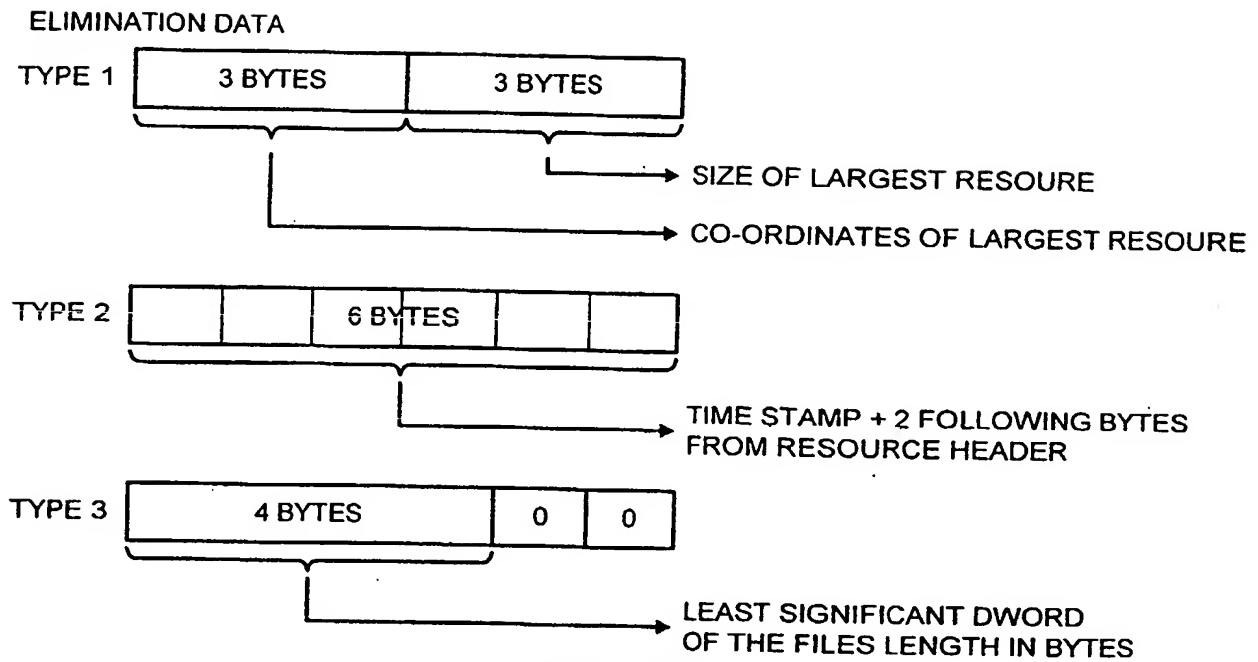 ELIMINATION DATA
TYPE 1
3 BYTES
3 BYTES
SIZE OF LARGEST RESOURE
CO-ORDINATES OF LARGEST RESOURE
TYPE 2
6 BYTES
TIME STAMP + 2 FOLLOWING BYTES
FROM RESOURCE HEADER
TYPE 3
4 BYTES
0
0
LEAST SIGNIFICANT DWORD
OF THE FILES LENGTH IN BYTES